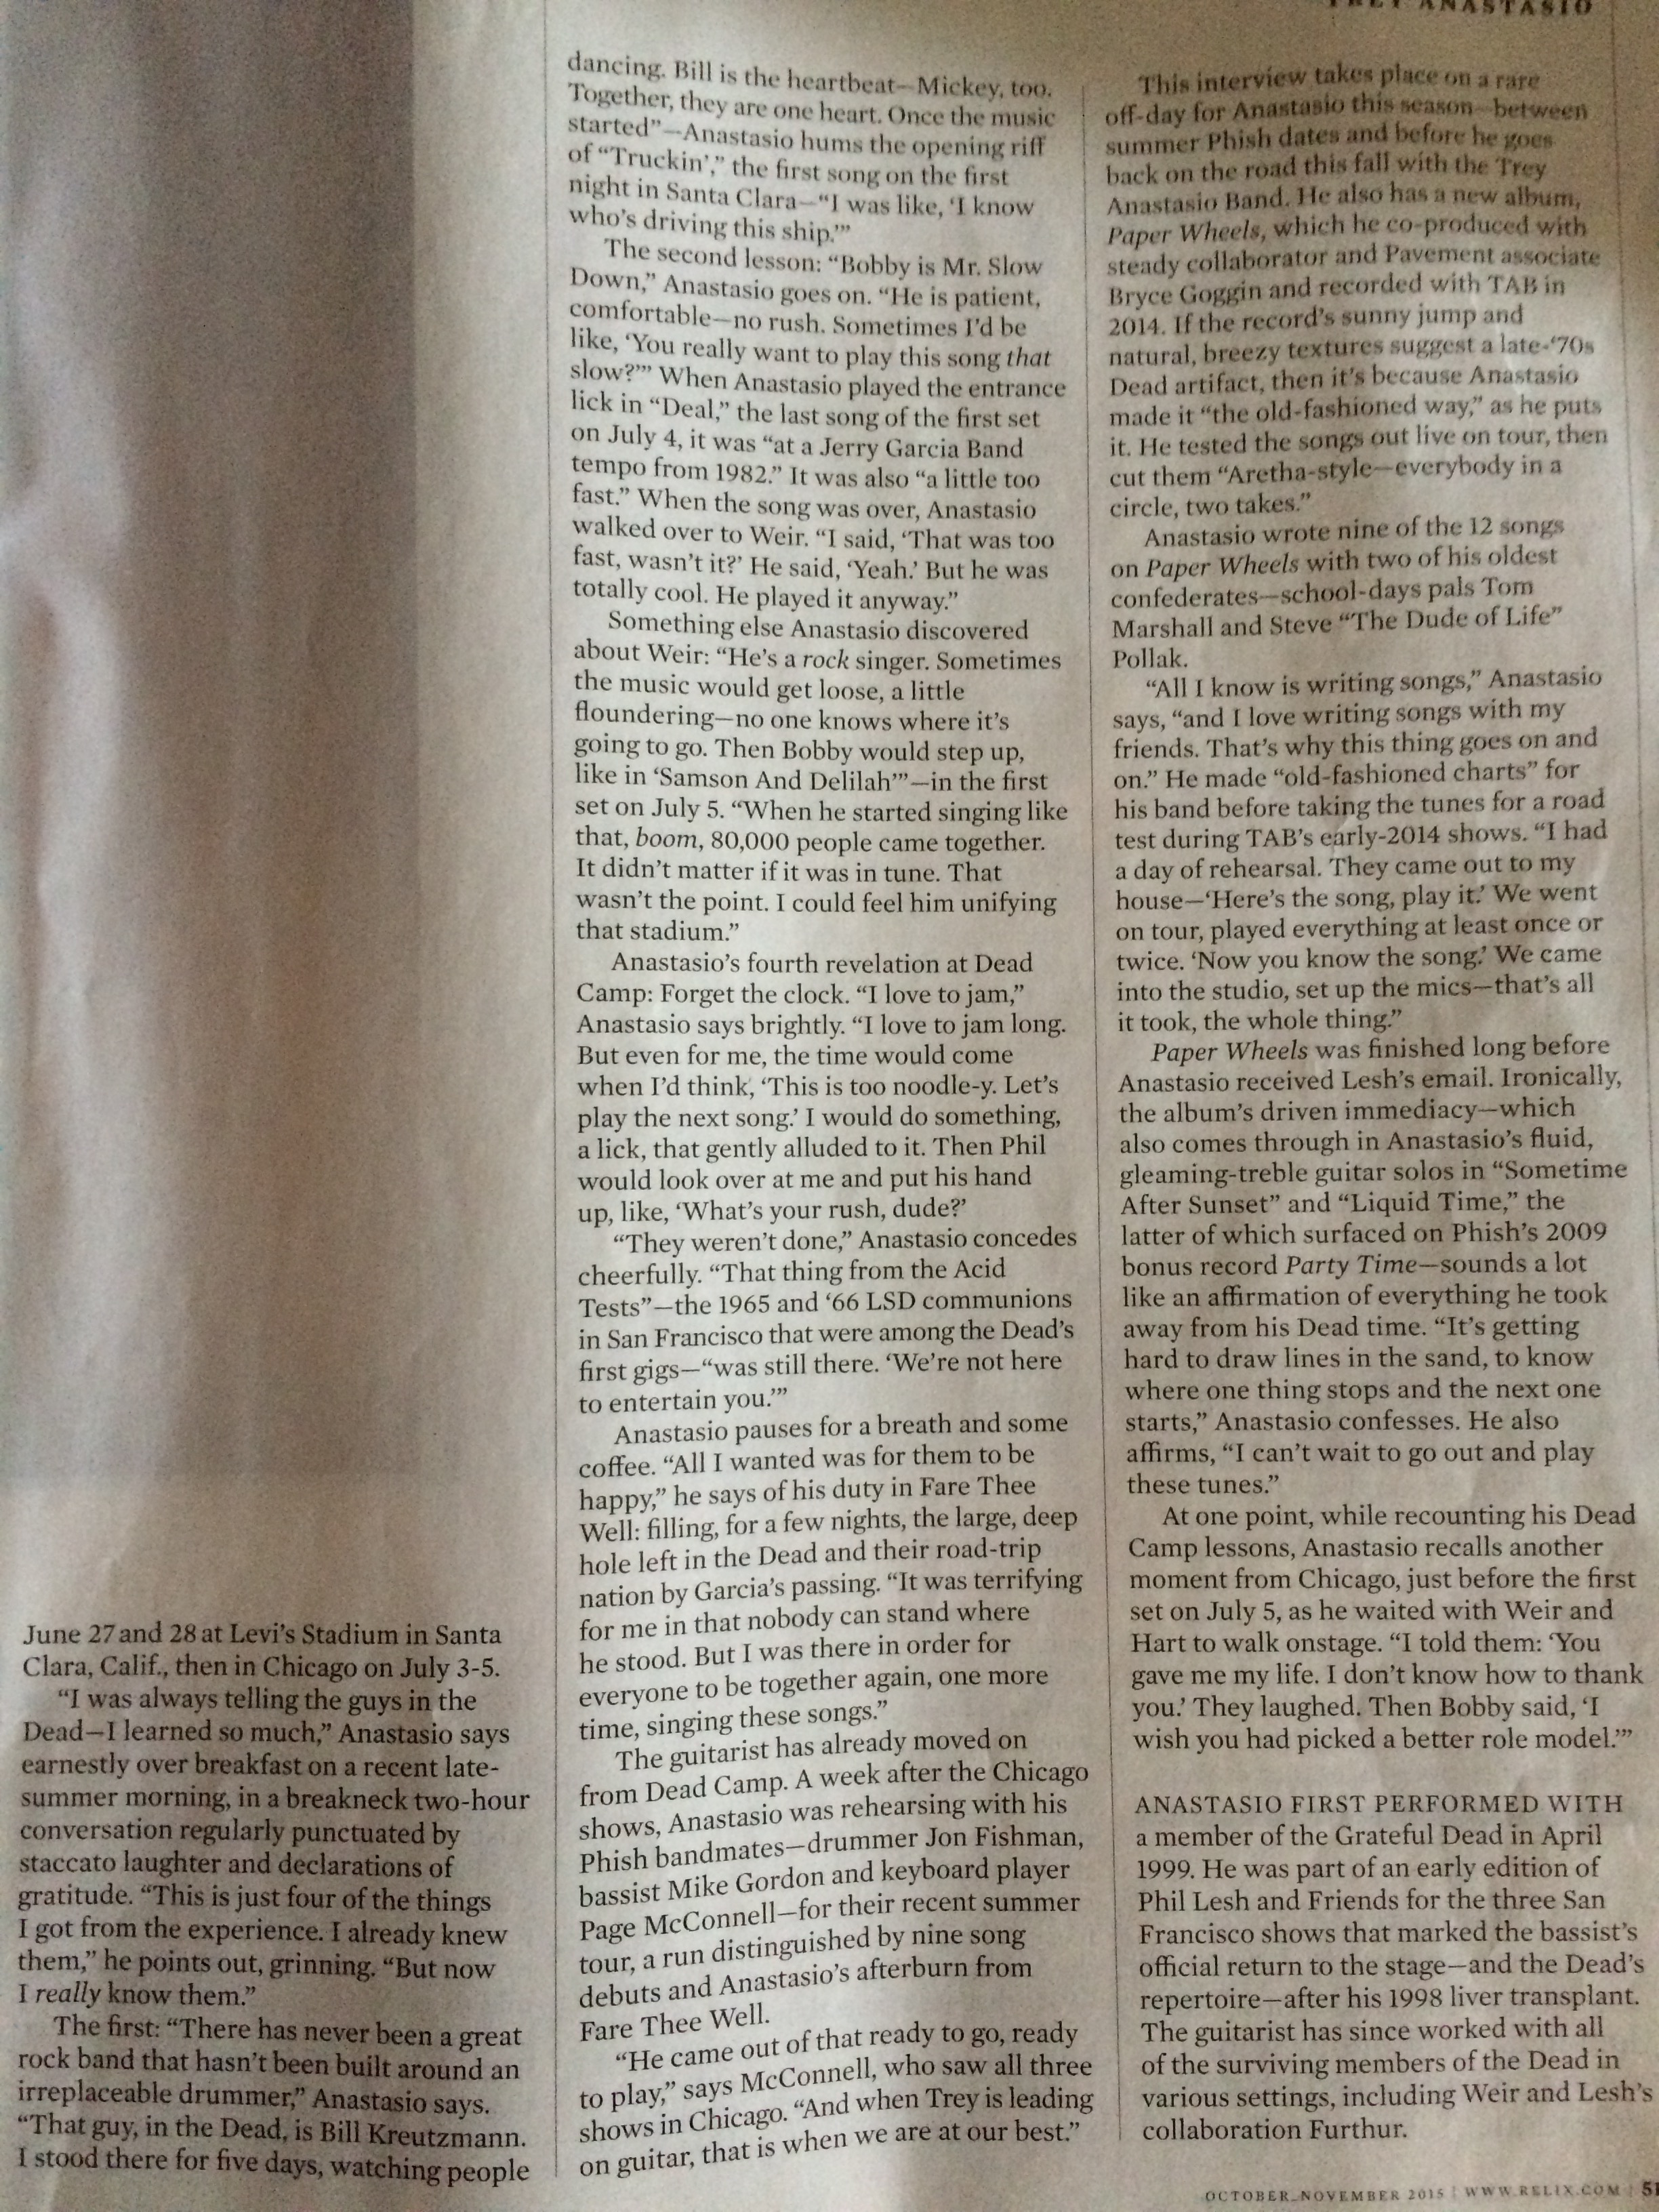 TREY ANASTASIO
June 27 and 28 at Levi's Stadium in Santa
Clara, Calif., then in Chicago on July 3-5.
"I was always telling the guys in the
Dead—I learned so much," Anastasio says
earnestly over breakfast on a recent late-
summer morning, in a breakneck two-hour
conversation regularly punctuated by
staccato laughter and declarations of
gratitude. "This is just four of the things
I got from the experience. I already knew
them," he points out, grinning. "But now
I really know them."
The first: "There has never been a great
rock band that hasn't been built around an
irreplaceable drummer," Anastasio says.
"That guy, in the Dead, is Bill Kreutzmann.
I stood there for five days, watching people
dancing. Bill is the heartbeat—Mickey, too.
Together, they are one heart. Once the music
started"—Anastasio hums the opening riff
of "Truckin'," the first song on the first
night in Santa Clara—"I was like, 'I know
who's driving this ship.'"
The second lesson: "Bobby is Mr. Slow
Down," Anastasio goes on. "He is patient,
comfortable—no rush. Sometimes I'd be
like, 'You really want to play this song that
slow?'" When Anastasio played the entrance
lick in "Deal," the last song of the first set
on July 4, it was "at a Jerry Garcia Band
tempo from 1982." It was also "a little too
fast." When the song was over, Anastasio
walked over to Weir. "I said, 'That was too
fast, wasn't it?' He said, 'Yeah.' But he was
totally cool. He played it anyway."
Something else Anastasio discovered
about Weir: "He's a rock singer. Sometimes
the music would get loose, a little
floundering—no one knows where it's
going to go. Then Bobby would step up,
like in 'Samson And Delilah'"—in the first
set on July 5. "When he started singing like
that, boom, 80,000 people came together.
It didn't matter if it was in tune. That
wasn't the point. I could feel him unifying
that stadium."
Anastasio's fourth revelation at Dead
Camp: Forget the clock. "I love to jam,"
Anastasio says brightly. "I love to jam long.
But even for me, the time would come
when I'd think, 'This is too noodle-y. Let's
play the next song.' I would do something,
a lick, that gently alluded to it. Then Phil
would look over at me and put his hand
up, like, 'What's your rush, dude?'
"They weren't done," Anastasio concedes
cheerfully. "That thing from the Acid
Tests"—the 1965 and '66 LSD communions
in San Francisco that were among the Dead's
first gigs—"was still there. 'We're not here
to entertain you.'"
Anastasio pauses for a breath and some
coffee. "All I wanted was for them to be
happy," he says of his duty in Fare Thee
Well: filling, for a few nights, the large, deep
hole left in the Dead and their road-trip
nation by Garcia's passing. "It was terrifying
for me in that nobody can stand where
he stood. But I was there in order for
everyone to be together again, one more
time, singing these songs."
The guitarist has already moved on
from Dead Camp. A week after the Chicago
shows, Anastasio was rehearsing with his
Phish bandmates—drummer Jon Fishman,
bassist Mike Gordon and keyboard player
Page McConnell—for their recent summer
tour, a run distinguished by nine song
debuts and Anastasio's afterburn from
Fare Thee Well.
"He came out of that ready to go, ready
to play," says McConnell, who saw all three
shows in Chicago. "And when Trey is leading
on guitar, that is when we are at our best."
This interview takes place on a rare
off-day for Anastasio this season—between
summer Phish dates and before he goes
back on the road this fall with the Trey
Anastasio Band. He also has a new album,
Paper Wheels, which he co-produced with
steady collaborator and Pavement associate
Bryce Goggin and recorded with TAB in
2014. If the record's sunny jump and
natural, breezy textures suggest a late-'70s
Dead artifact, then it's because Anastasio
made it "the old-fashioned way," as he puts
it. He tested the songs out live on tour, then
cut them "Aretha-style—everybody in a
circle, two takes."
Anastasio wrote nine of the 12 songs
on Paper Wheels with two of his oldest
confederates—school-days pals Tom
Marshall and Steve "The Dude of Life"
Pollak.
"All I know is writing songs," Anastasio
says, "and I love writing songs with my
friends. That's why this thing goes on and
on." He made "old-fashioned charts" for
his band before taking the tunes for a road
test during TAB's early-2014 shows. "I had
a day of rehearsal. They came out to my
house—'Here's the song, play it.' We went
on tour, played everything at least once or
twice. 'Now you know the song.' We came
into the studio, set up the mics—that's all
it took, the whole thing."
Paper Wheels was finished long before
Anastasio received Lesh's email. Ironically,
the album's driven immediacy—which
also comes through in Anastasio's fluid,
gleaming-treble guitar solos in "Sometime
After Sunset" and "Liquid Time," the
latter of which surfaced on Phish's 2009
bonus record Party Time—sounds a lot
like an affirmation of everything he took
away from his Dead time. "It's getting
hard to draw lines in the sand, to know
where one thing stops and the next one
starts," Anastasio confesses. He also
affirms, "I can't wait to go out and play
these tunes."
At one point, while recounting his Dead
Camp lessons, Anastasio recalls another
moment from Chicago, just before the first
set on July 5, as he waited with Weir and
Hart to walk onstage. "I told them: 'You
gave me my life. I don't know how to thank
you.' They laughed. Then Bobby said, 'I
wish you had picked a better role model.'"
ANASTASIO FIRST PERFORMED WITH
a member of the Grateful Dead in April
1999. He was part of an early edition of
Phil Lesh and Friends for the three San
Francisco shows that marked the bassist's
official return to the stage—and the Dead's
repertoire—after his 1998 liver transplant.
The guitarist has since worked with all
of the surviving members of the Dead in
various settings, including Weir and Lesh's
collaboration Furthur.
OCTOBER_NOVEMBER 2015 | WWW.RELIX.COM | 51